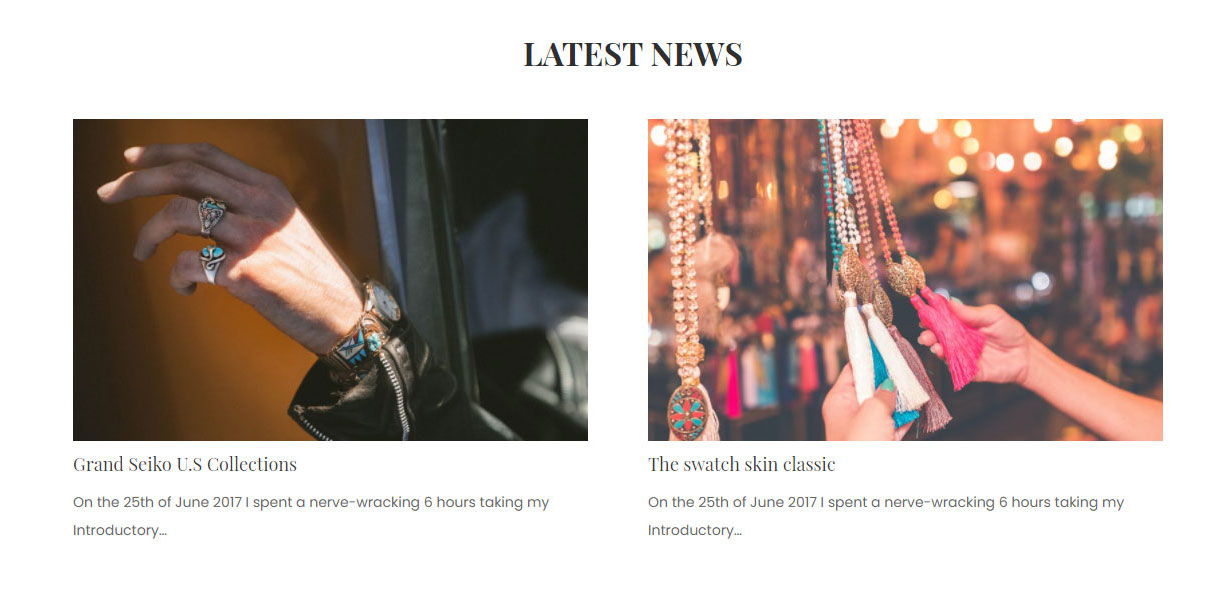 LATEST NEWS
Grand Seiko U.S Collections
On the 25th of June 2017 I spent a nerve-wracking 6 hours taking my
Introductory...
The swatch skin classic
On the 25th of June 2017 I spent a nerve-wracking 6 hours taking my
Introductory...